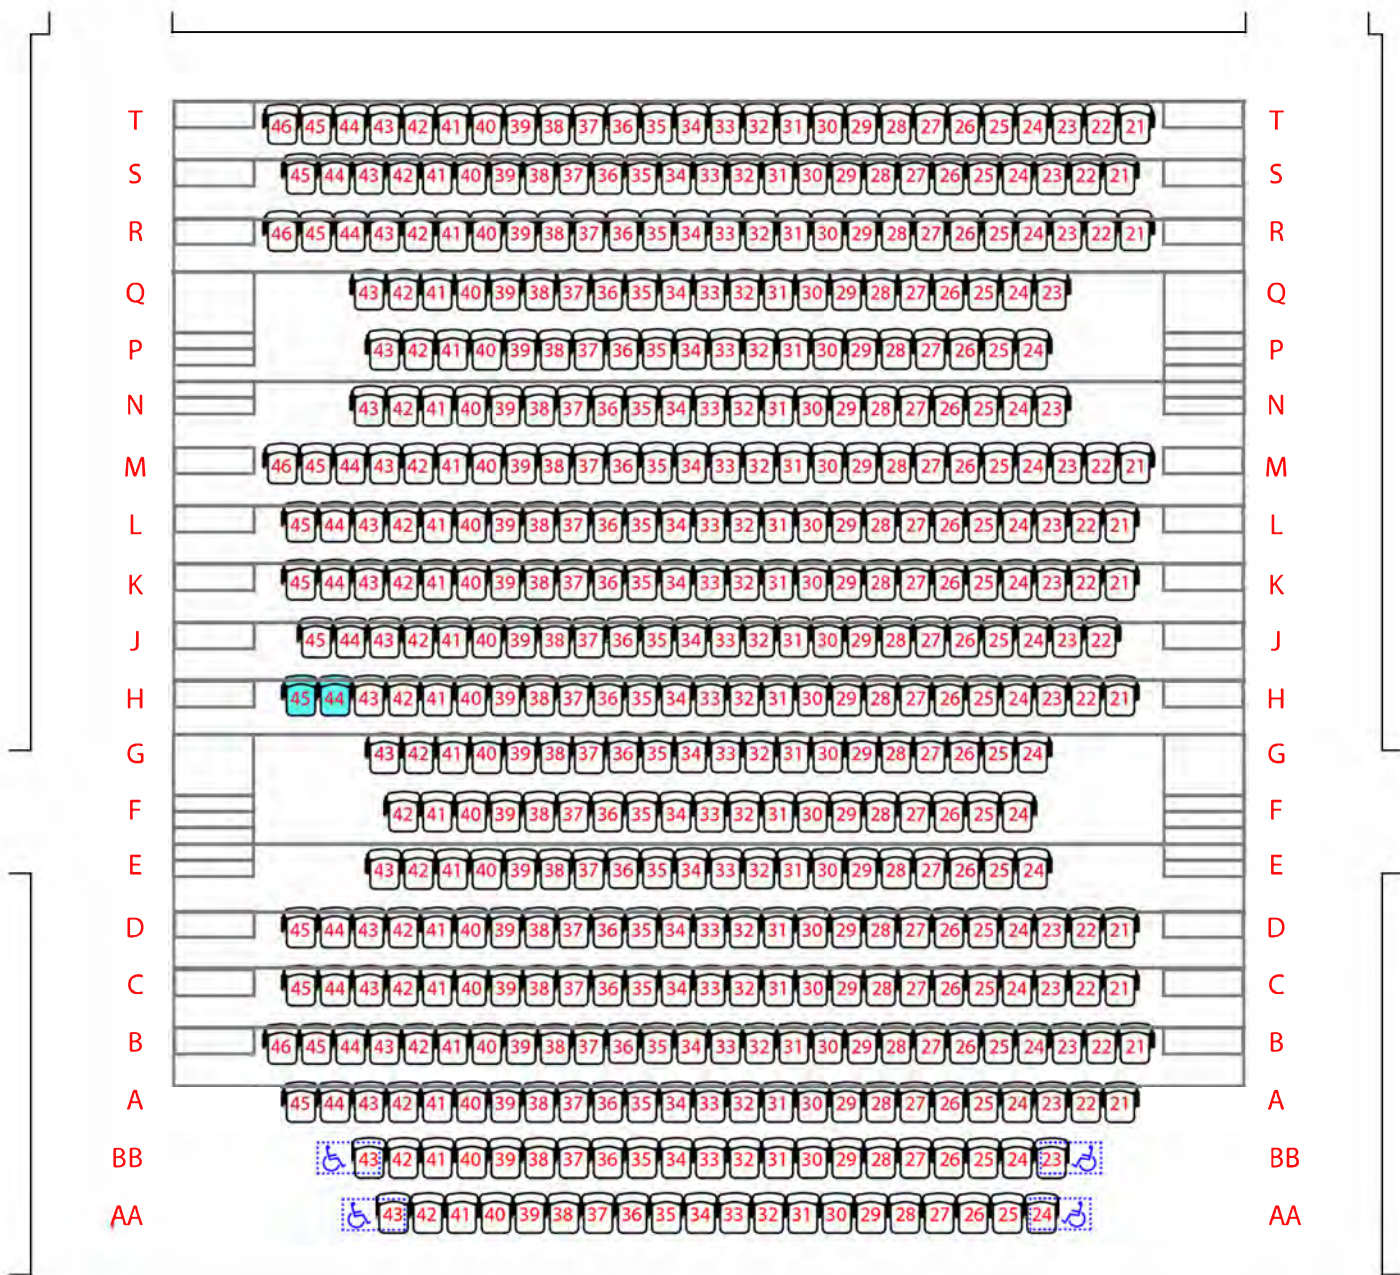 T 46 45 44 43 42 41 40 39 38 37 36 35 34 33 32 31 30 29 28 27 26 25 24 23 22 21 T
S 45 44 43 42 41 40 39 38 37 36 35 34 33 32 31 30 29 28 27 26 25 24 23 22 21 S
R 46 45 44 43 42 41 40 39 38 37 36 35 34 33 32 31 30 29 28 27 26 25 24 23 22 21 R
Q 43 42 41 40 39 38 37 36 35 34 33 32 31 30 29 28 27 26 25 24 23 Q
P 43 42 41 40 39 38 37 36 35 34 33 32 31 30 29 28 27 26 25 24 P
N 43 42 41 40 39 38 37 36 35 34 33 32 31 30 29 28 27 26 25 24 23 N
M 46 45 44 43 42 41 40 39 38 37 36 35 34 33 32 31 30 29 28 27 26 25 24 23 22 21 M
L 45 44 43 42 41 40 39 38 37 36 35 34 33 32 31 30 29 28 27 26 25 24 23 22 21 L
K 45 44 43 42 41 40 39 38 37 36 35 34 33 32 31 30 29 28 27 26 25 24 23 22 21 K
J 45 44 43 42 41 40 39 38 37 36 35 34 33 32 31 30 29 28 27 26 25 24 23 22 J
H 45 44 43 42 41 40 39 38 37 36 35 34 33 32 31 30 29 28 27 26 25 24 23 22 21 H
G 43 42 41 40 39 38 37 36 35 34 33 32 31 30 29 28 27 26 25 24 G
F 42 41 40 39 38 37 36 35 34 33 32 31 30 29 28 27 26 25 24 F
E 43 42 41 40 39 38 37 36 35 34 33 32 31 30 29 28 27 26 25 24 E
D 45 44 43 42 41 40 39 38 37 36 35 34 33 32 31 30 29 28 27 26 25 24 23 22 21 D
C 45 44 43 42 41 40 39 38 37 36 35 34 33 32 31 30 29 28 27 26 25 24 23 22 21 C
B 46 45 44 43 42 41 40 39 38 37 36 35 34 33 32 31 30 29 28 27 26 25 24 23 22 21 B
A 45 44 43 42 41 40 39 38 37 36 35 34 33 32 31 30 29 28 27 26 25 24 23 22 21 A
BB 43 42 41 40 39 38 37 36 35 34 33 32 31 30 29 28 27 26 25 24 23 BB
AA 43 42 41 40 39 38 37 36 35 34 33 32 31 30 29 28 27 26 25 24 AA